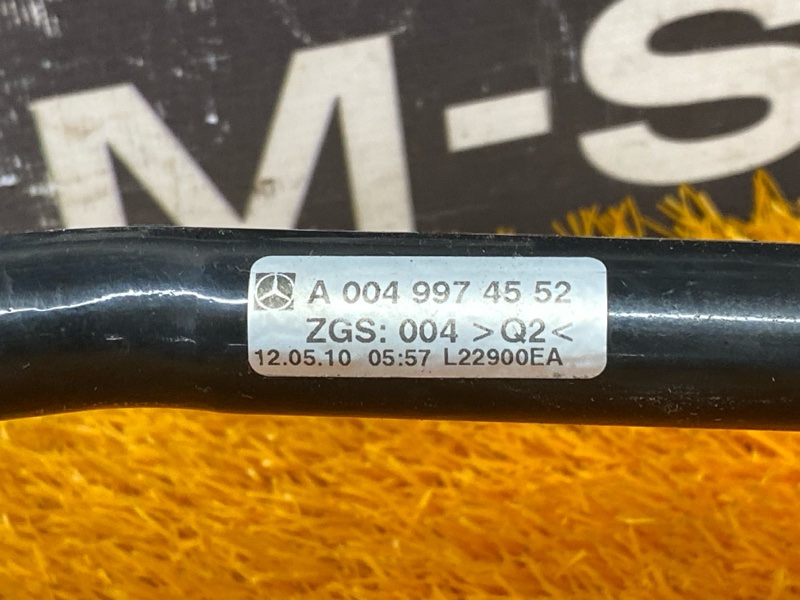 M-S
A 004 997 45 52
ZGS: 004 >Q2<
12.05.10 05:57 L22900EA